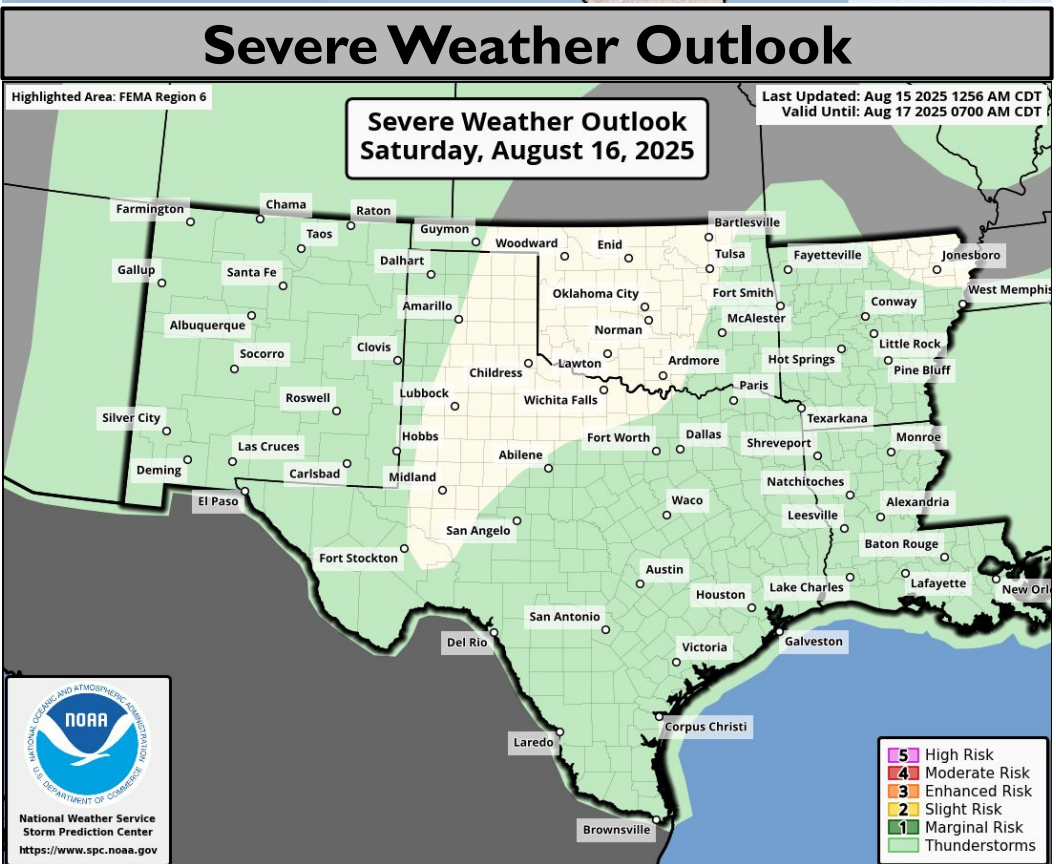 Severe Weather Outlook
Highlighted Area: FEMA Region 6
Severe Weather Outlook
Saturday, August 16, 2025
Last Updated: Aug 15 2025 1256 AM CDT
Valid Until: Aug 17 2025 0700 AM CDT
Farmington
Chama
Raton
Taos
Guymon
Woodward
Enid
Bartlesville
Gallup
Santa Fe
Dalhart
Tulsa
Fayetteville
Jonesboro
Albuquerque
Amarillo
Oklahoma City
Fort Smith
Conway
West Memphis
Norman
McAlester
Socorro
Clovis
Childress
Lawton
Ardmore
Hot Springs
Little Rock
Pine Bluff
Roswell
Lubbock
Wichita Falls
Paris
Texarkana
Silver City
Las Cruces
Hobbs
Abilene
Fort Worth
Dallas
Shreveport
Monroe
Deming
Carlsbad
Midland
Natchitoches
El Paso
San Angelo
Waco
Leesville
Alexandria
Fort Stockton
Baton Rouge
Austin
Houston
Lake Charles
Lafayette
New Orl
Del Rio
San Antonio
Victoria
Galveston
Laredo
Corpus Christi
Brownsville
NATIONAL OCEANIC AND ATMOSPHERIC ADMINISTRATION
NOAA
U.S. DEPARTMENT OF COMMERCE
National Weather Service
Storm Prediction Center
https://www.spc.noaa.gov
5 High Risk
4 Moderate Risk
3 Enhanced Risk
2 Slight Risk
1 Marginal Risk
Thunderstorms